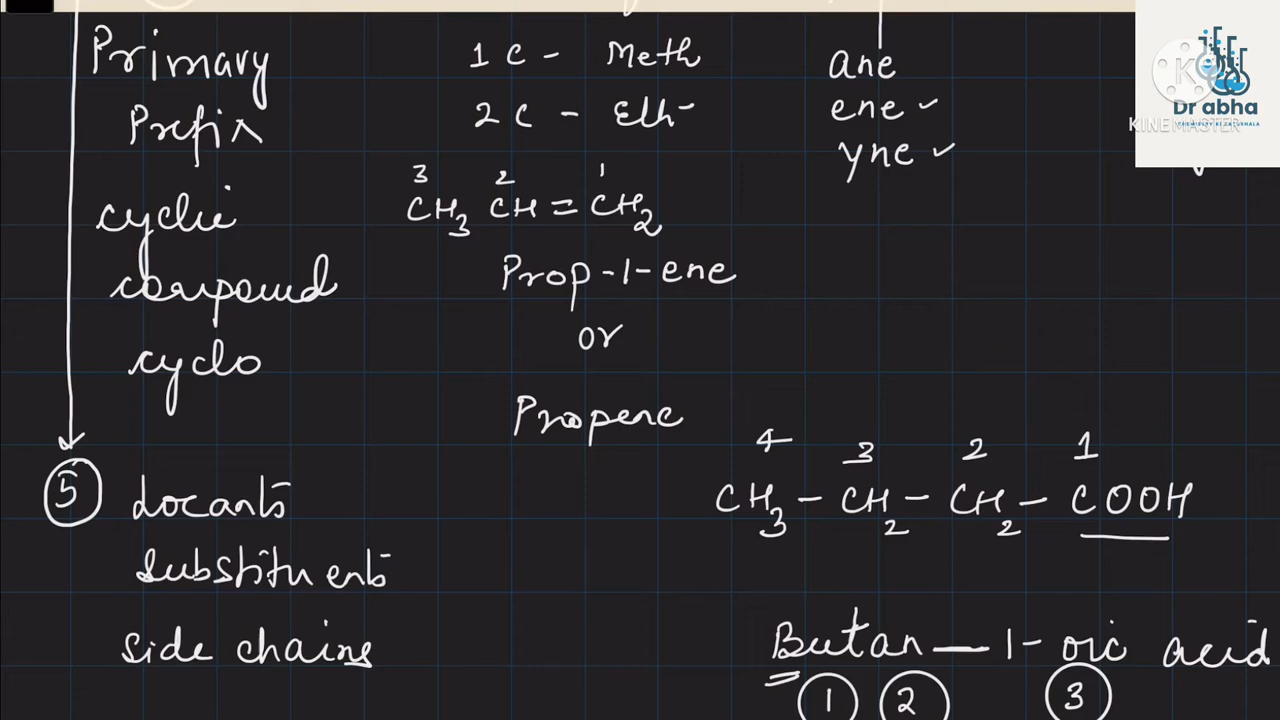 Primary
Prefix
cyclic
compound
cyclo
5 Locants
substituents
side chains
1 C - Meth
2 C - Eth-
3 2 1
CH3 CH = CH2
Prop-1-ene
or
Propene
ane
ene ✓
yne ✓
4 3 2 1
CH3 - CH2 - CH2 - COOH
Butan — 1- oic acid
1 2 3
K
Dr abha
KINEMASTER